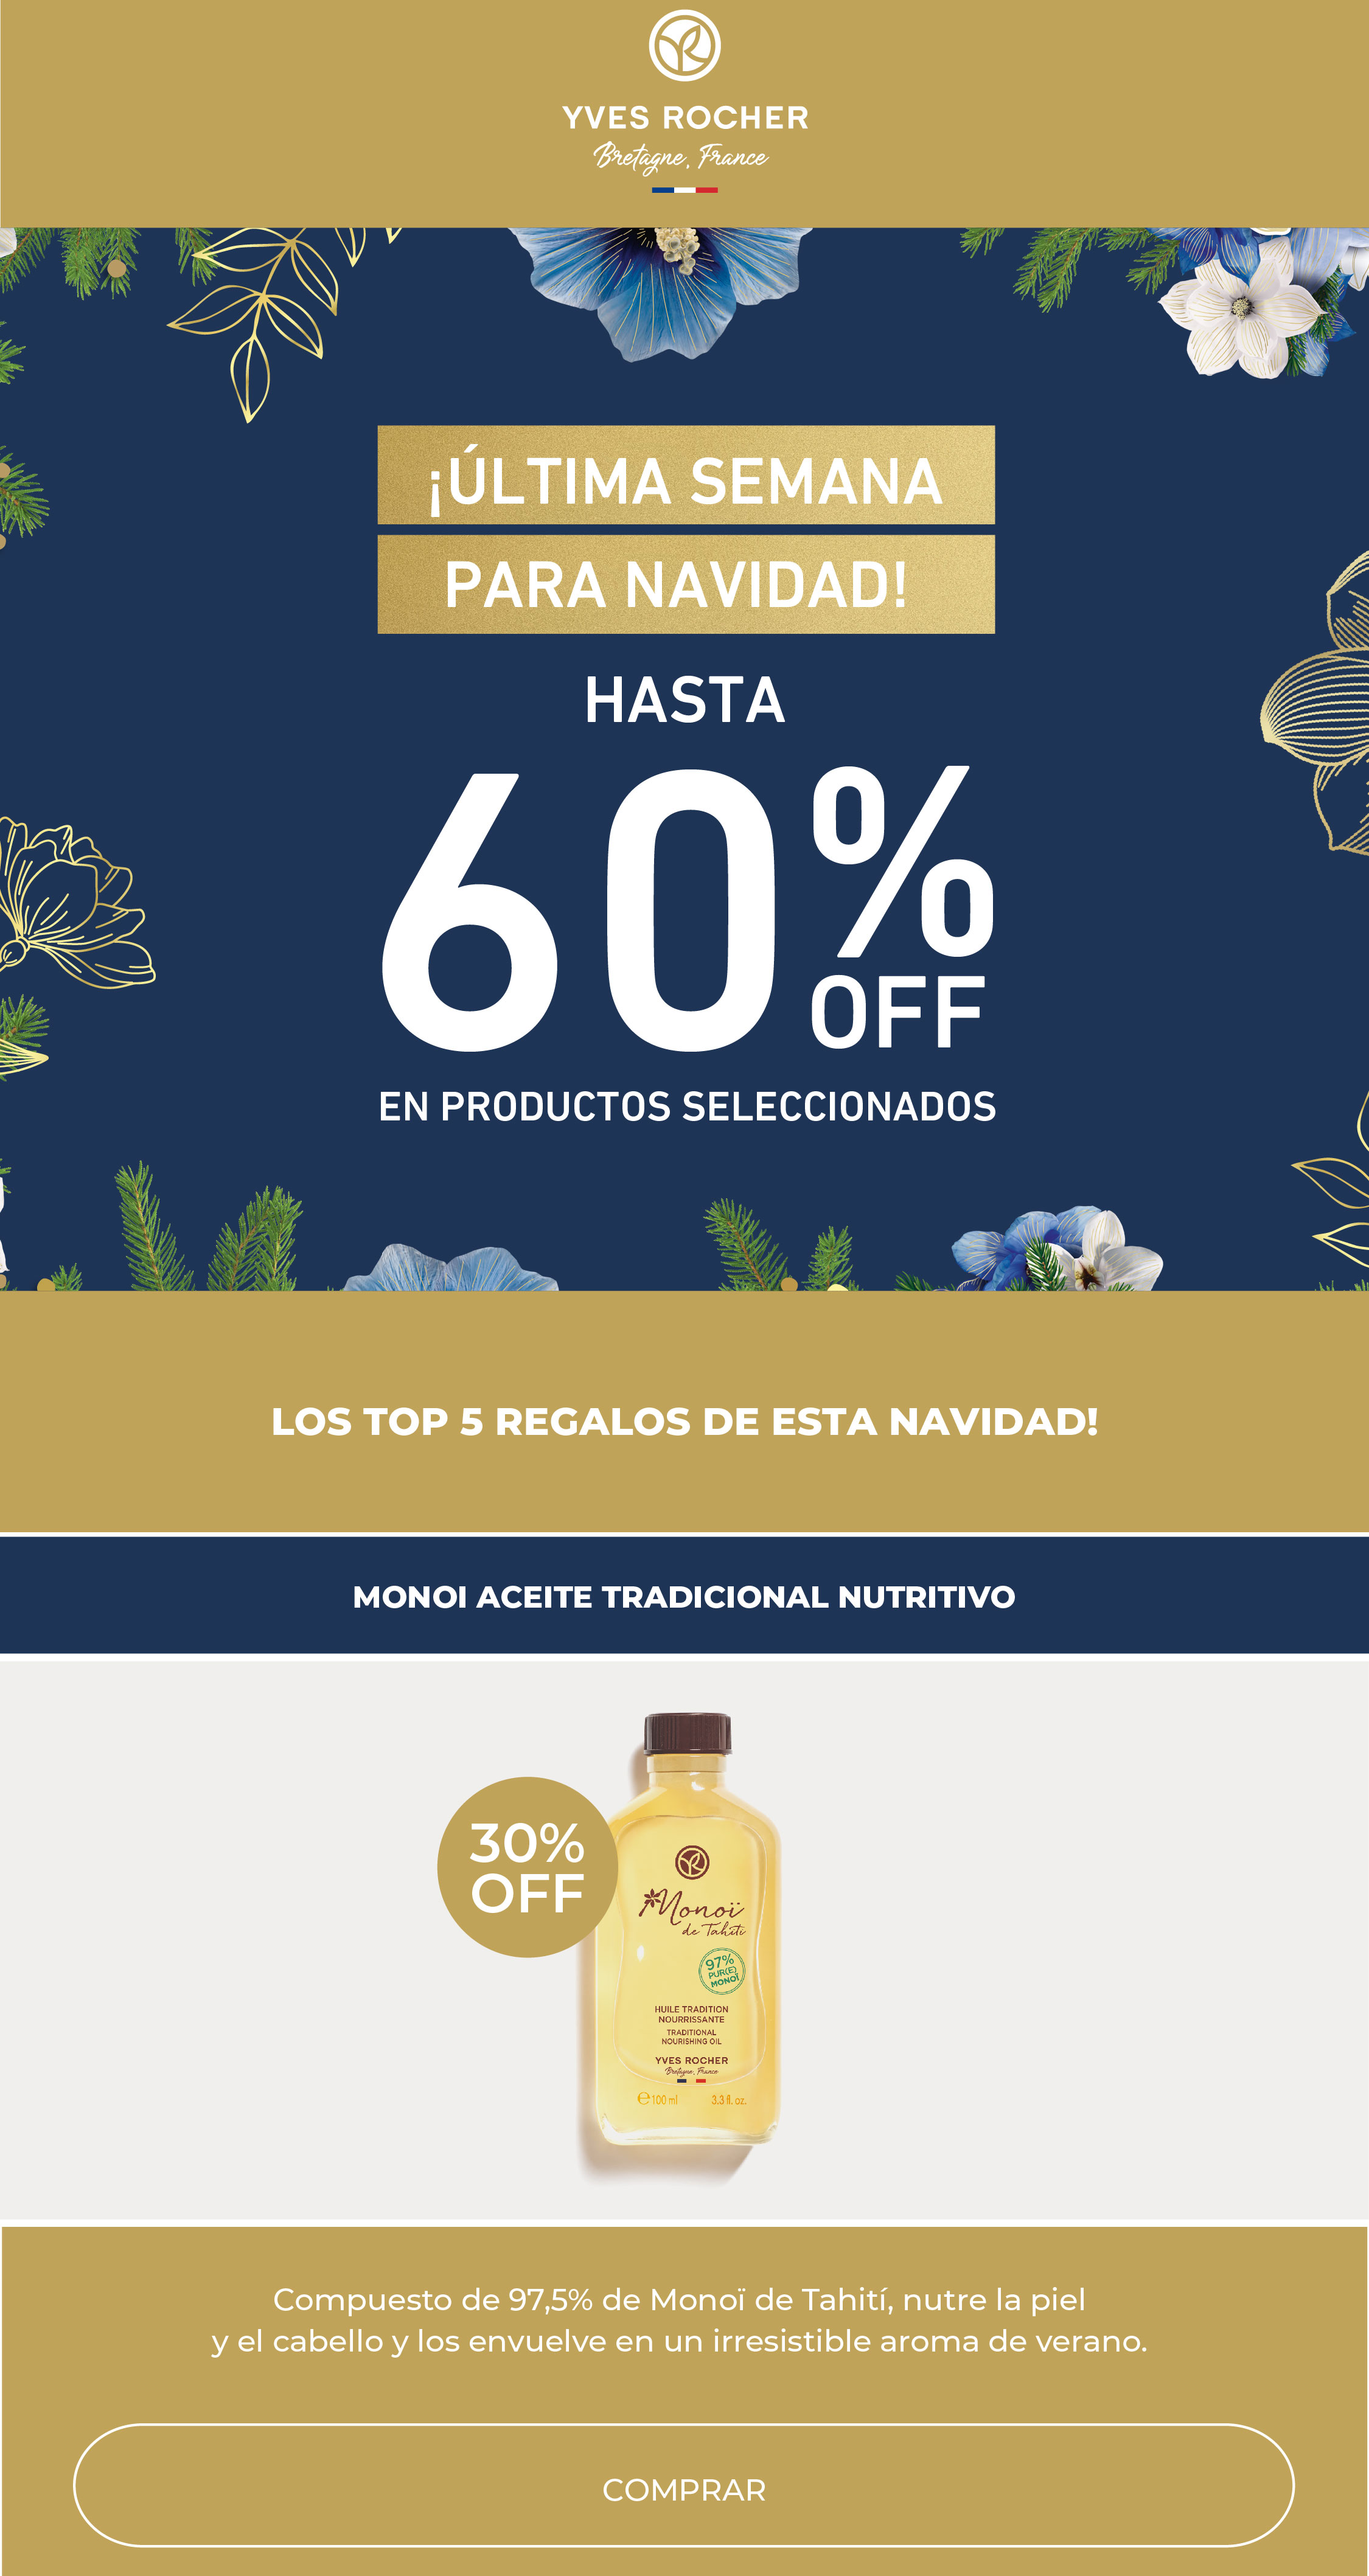 YVES ROCHER
Bretagne, France
¡ÚLTIMA SEMANA
PARA NAVIDAD!
HASTA
60%
OFF
EN PRODUCTOS SELECCIONADOS
LOS TOP 5 REGALOS DE ESTA NAVIDAD!
MONOI ACEITE TRADICIONAL NUTRITIVO
30%
OFF
Monoï
de Tahiti
97%
PUR(E)
MONOÏ
HUILE TRADITION
NOURRISSANTE
TRADITIONAL
NOURISHING OIL
YVES ROCHER
Bretagne, France
℮ 100 ml 3.3 fl. oz.
Compuesto de 97,5% de Monoï de Tahití, nutre la piel
y el cabello y los envuelve en un irresistible aroma de verano.
COMPRAR